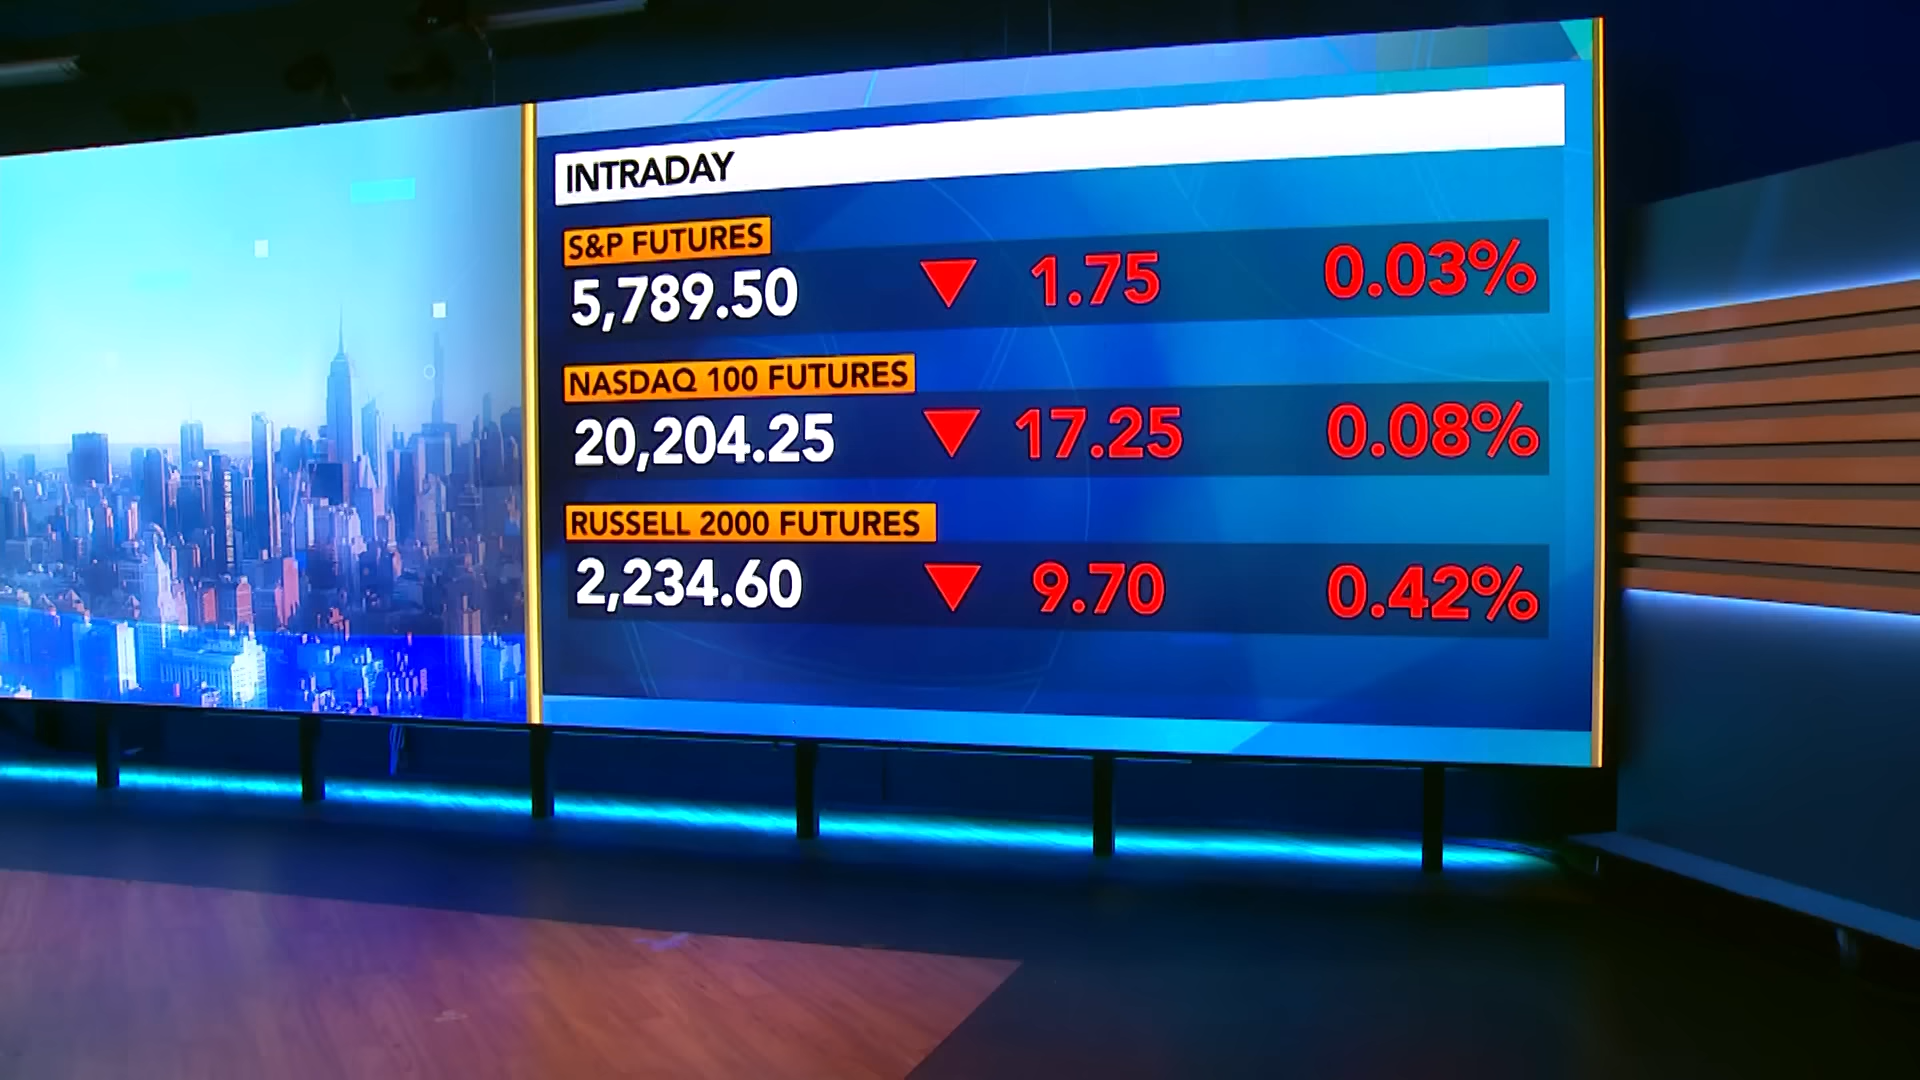 INTRADAY
S&P FUTURES
5,789.50 ▼ 1.75 0.03%
NASDAQ 100 FUTURES
20,204.25 ▼ 17.25 0.08%
RUSSELL 2000 FUTURES
2,234.60 ▼ 9.70 0.42%